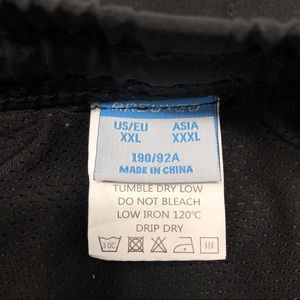 US/EU ASIA
XXL XXXL
190/92A
MADE IN CHINA
TUMBLE DRY LOW
DO NOT BLEACH
LOW IRON 120°C
DRIP DRY